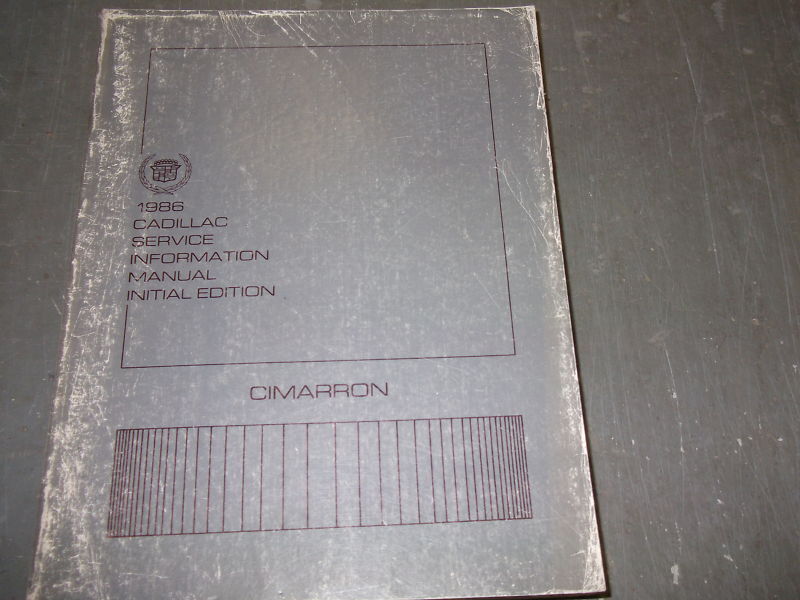 1986
CADILLAC
SERVICE
INFORMATION
MANUAL
INITIAL EDITION
CIMARRON